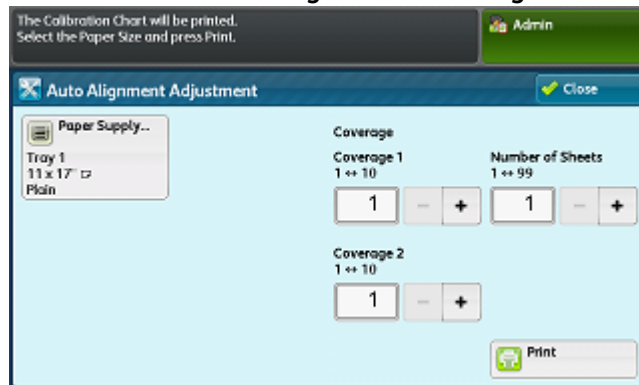 The Calibration Chart will be printed.
Select the Paper Size and press Print.
Admin
Auto Alignment Adjustment
Close
Paper Supply...
Tray 1
11 x 17"
Plain
Coverage
Coverage 1
1 ↔ 10
1 − +
Number of Sheets
1 ↔ 99
1 − +
Coverage 2
1 ↔ 10
1 − +
Print